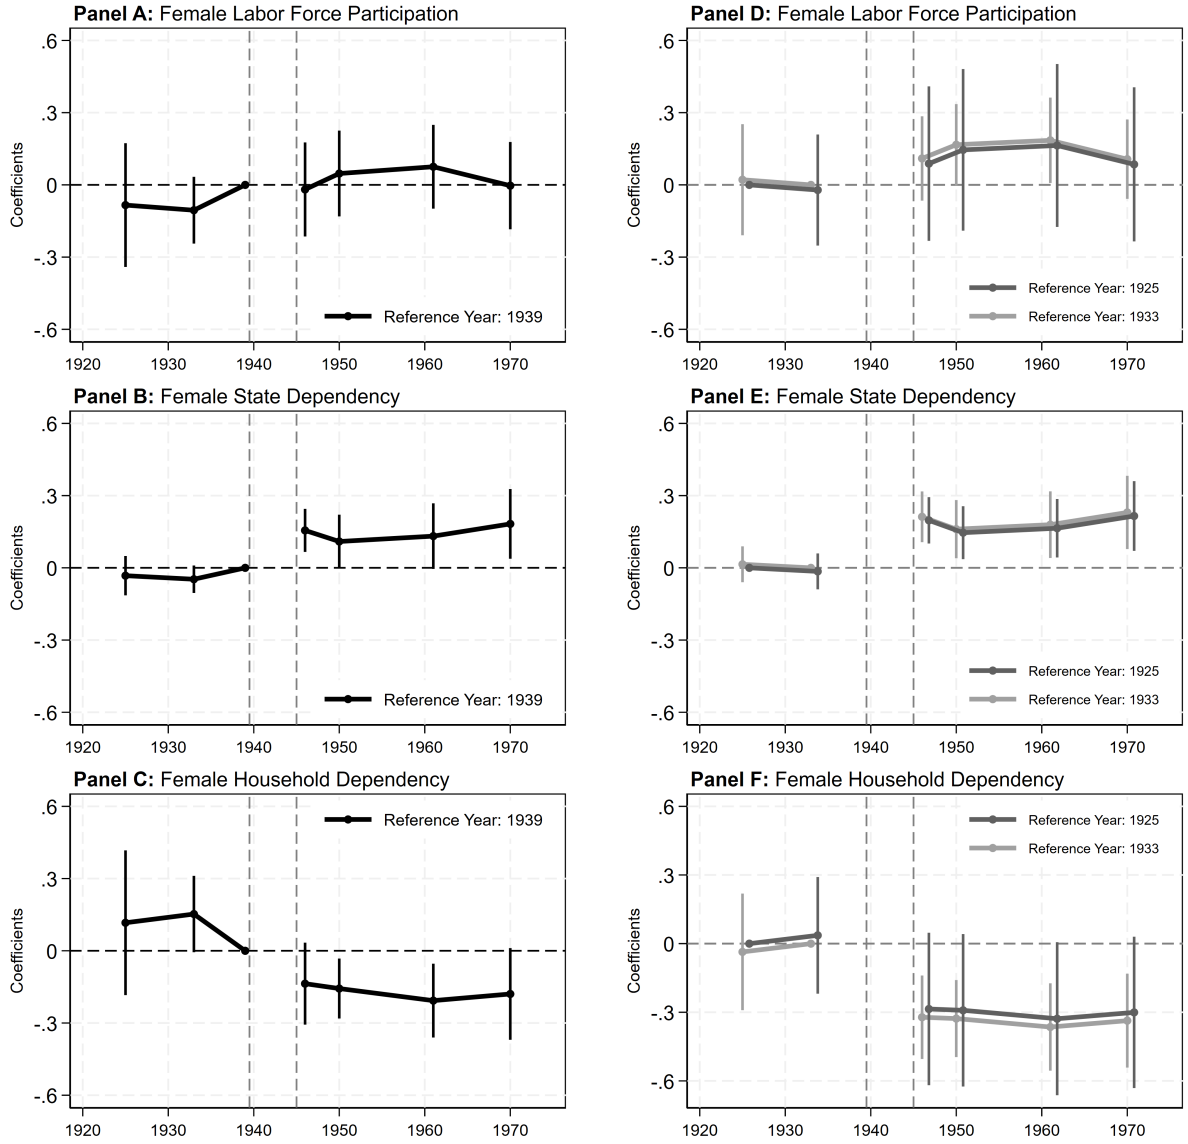 Panel A: Female Labor Force Participation
Coefficients
.6
.3
0
-.3
-.6
Reference Year: 1939
1920 1930 1940 1950 1960 1970
Panel D: Female Labor Force Participation
Coefficients
.6
.3
0
-.3
-.6
Reference Year: 1925
Reference Year: 1933
1920 1930 1940 1950 1960 1970
Panel B: Female State Dependency
Coefficients
.6
.3
0
-.3
-.6
Reference Year: 1939
1920 1930 1940 1950 1960 1970
Panel E: Female State Dependency
Coefficients
.6
.3
0
-.3
-.6
Reference Year: 1925
Reference Year: 1933
1920 1930 1940 1950 1960 1970
Panel C: Female Household Dependency
Coefficients
.6
.3
0
-.3
-.6
Reference Year: 1939
1920 1930 1940 1950 1960 1970
Panel F: Female Household Dependency
Coefficients
.6
.3
0
-.3
-.6
Reference Year: 1925
Reference Year: 1933
1920 1930 1940 1950 1960 1970